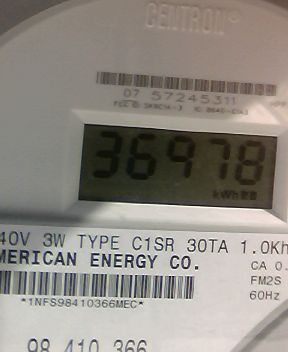 CENTRON®
07 57245311
36978
kWh
40V 3W TYPE C1SR 30TA 1.0Kh
MERICAN ENERGY CO.
CA 0.
FM2S
*1NFS98410366MEC*
60Hz
98 410 366